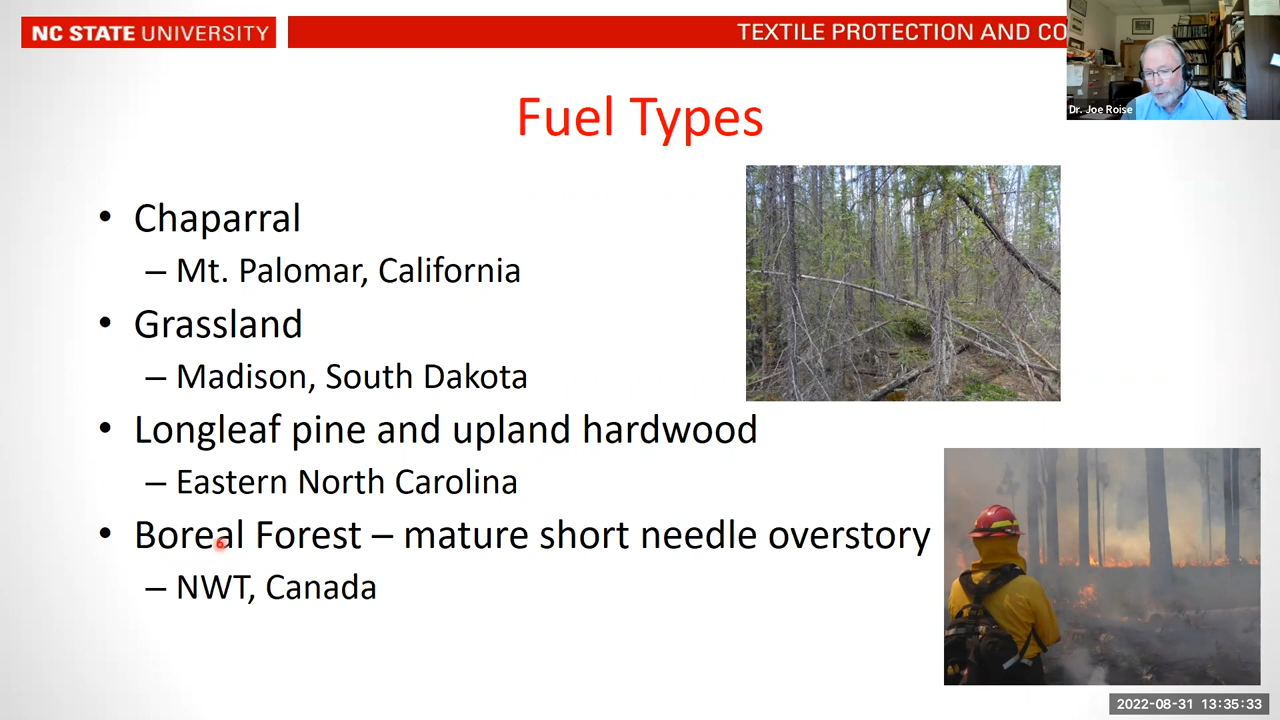 NC STATE UNIVERSITY
TEXTILE PROTECTION AND CO
Dr. Joe Roise
Fuel Types
• Chaparral
– Mt. Palomar, California
• Grassland
– Madison, South Dakota
• Longleaf pine and upland hardwood
– Eastern North Carolina
• Boreal Forest – mature short needle overstory
– NWT, Canada
2022-08-31 13:35:33